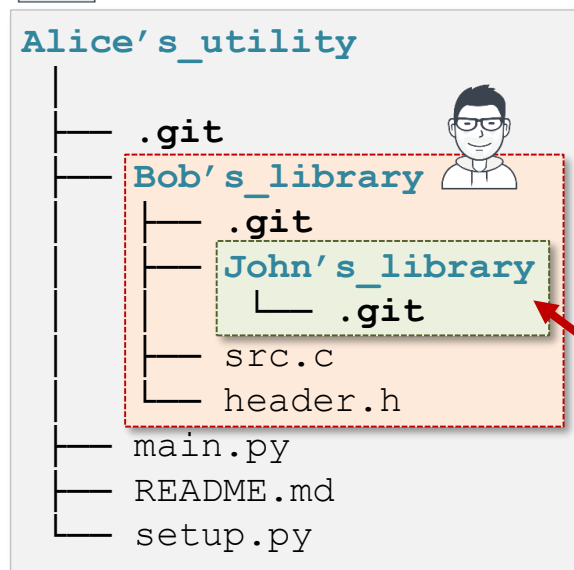 Alice’s_utility
.git
Bob’s_library
.git
John’s_library
.git
src.c
header.h
main.py
README.md
setup.py